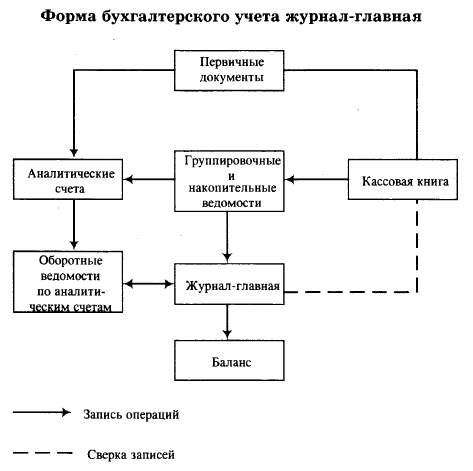 Форма бухгалтерского учета журнал-главная
Первичные
документы
Аналитические
счета
Группировочные
и
накопительные
ведомости
Кассовая книга
Оборотные
ведомости
по аналити-
ческим счетам
Журнал-главная
Баланс
Запись операций
Сверка записей